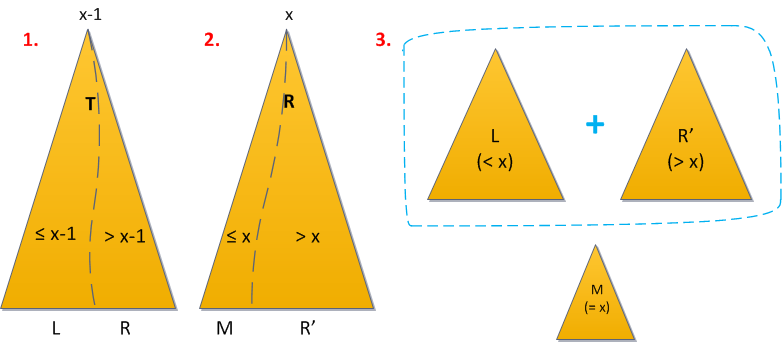 1.
x-1
T
≤ x-1
> x-1
L
R
2.
x
R
≤ x
> x
M
R’
3.
L
(< x)
+
R’
(> x)
M
(= x)